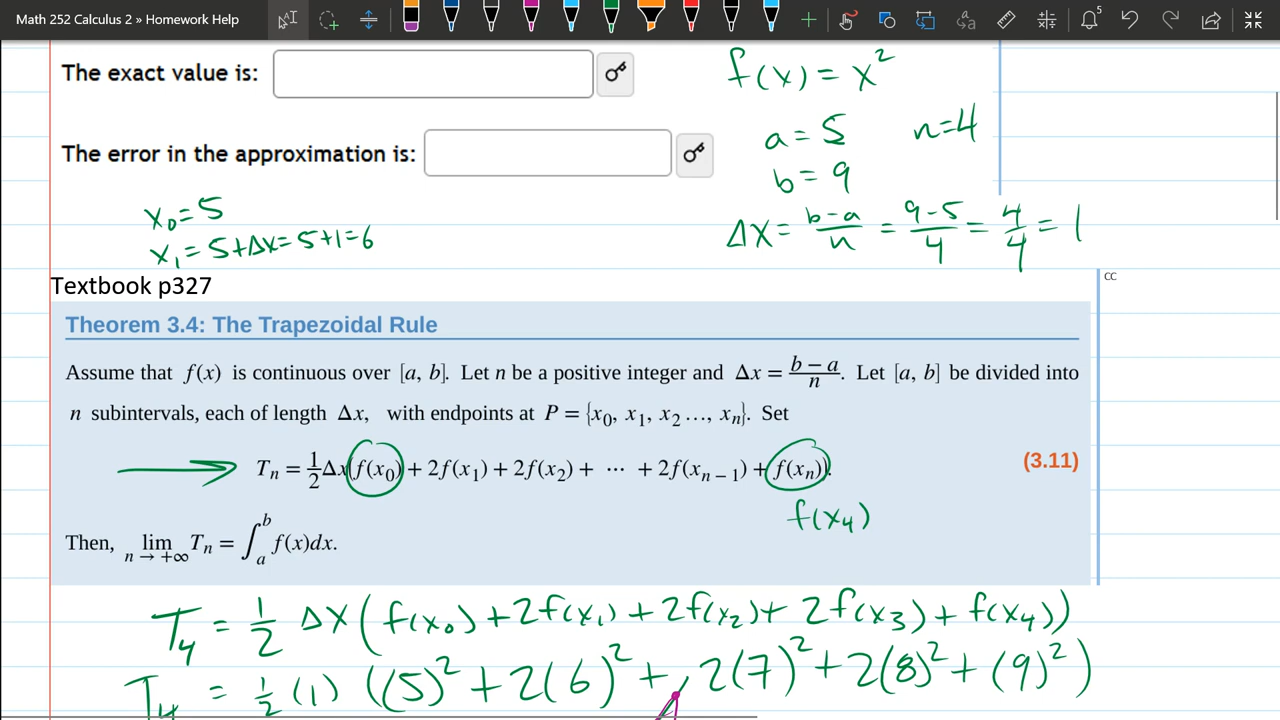 Math 252 Calculus 2 » Homework Help
5
The exact value is:
f(x) = x²
a = 5 n=4
The error in the approximation is:
b = 9
x₀ = 5
x₁ = 5+Δx = 5+1=6
Δx = (b-a)/n = (9-5)/4 = 4/4 = 1
Textbook p327
CC
Theorem 3.4: The Trapezoidal Rule
Assume that f(x) is continuous over [a, b]. Let n be a positive integer and Δx = (b − a)/n. Let [a, b] be divided into
n subintervals, each of length Δx, with endpoints at P = {x₀, x₁, x₂ …, xₙ}. Set
Tₙ = 1/2 Δx(f(x₀) + 2f(x₁) + 2f(x₂) + ⋯ + 2f(xₙ₋₁) + f(xₙ)).
(3.11)
f(x₄)
Then, lim n → +∞ Tₙ = ∫ₐᵇ f(x)dx.
T₄ = 1/2 Δx (f(x₀) + 2f(x₁) + 2f(x₂) + 2f(x₃) + f(x₄))
T₄ = 1/2 (1) ((5)² + 2(6)² + 2(7)² + 2(8)² + (9)²)